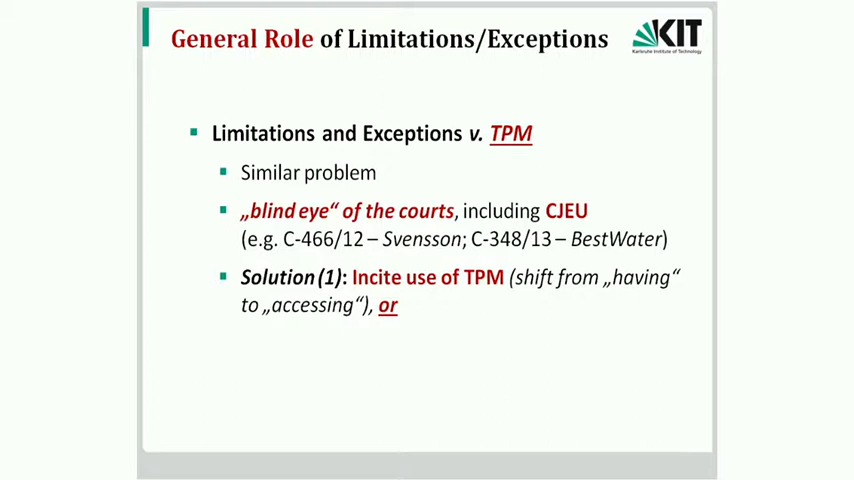 General Role of Limitations/Exceptions
KIT
Karlsruhe Institute of Technology
Limitations and Exceptions v. TPM
Similar problem
„blind eye“ of the courts, including CJEU
(e.g. C-466/12 – Svensson; C-348/13 – BestWater)
Solution (1): Incite use of TPM (shift from „having“
to „accessing“), or